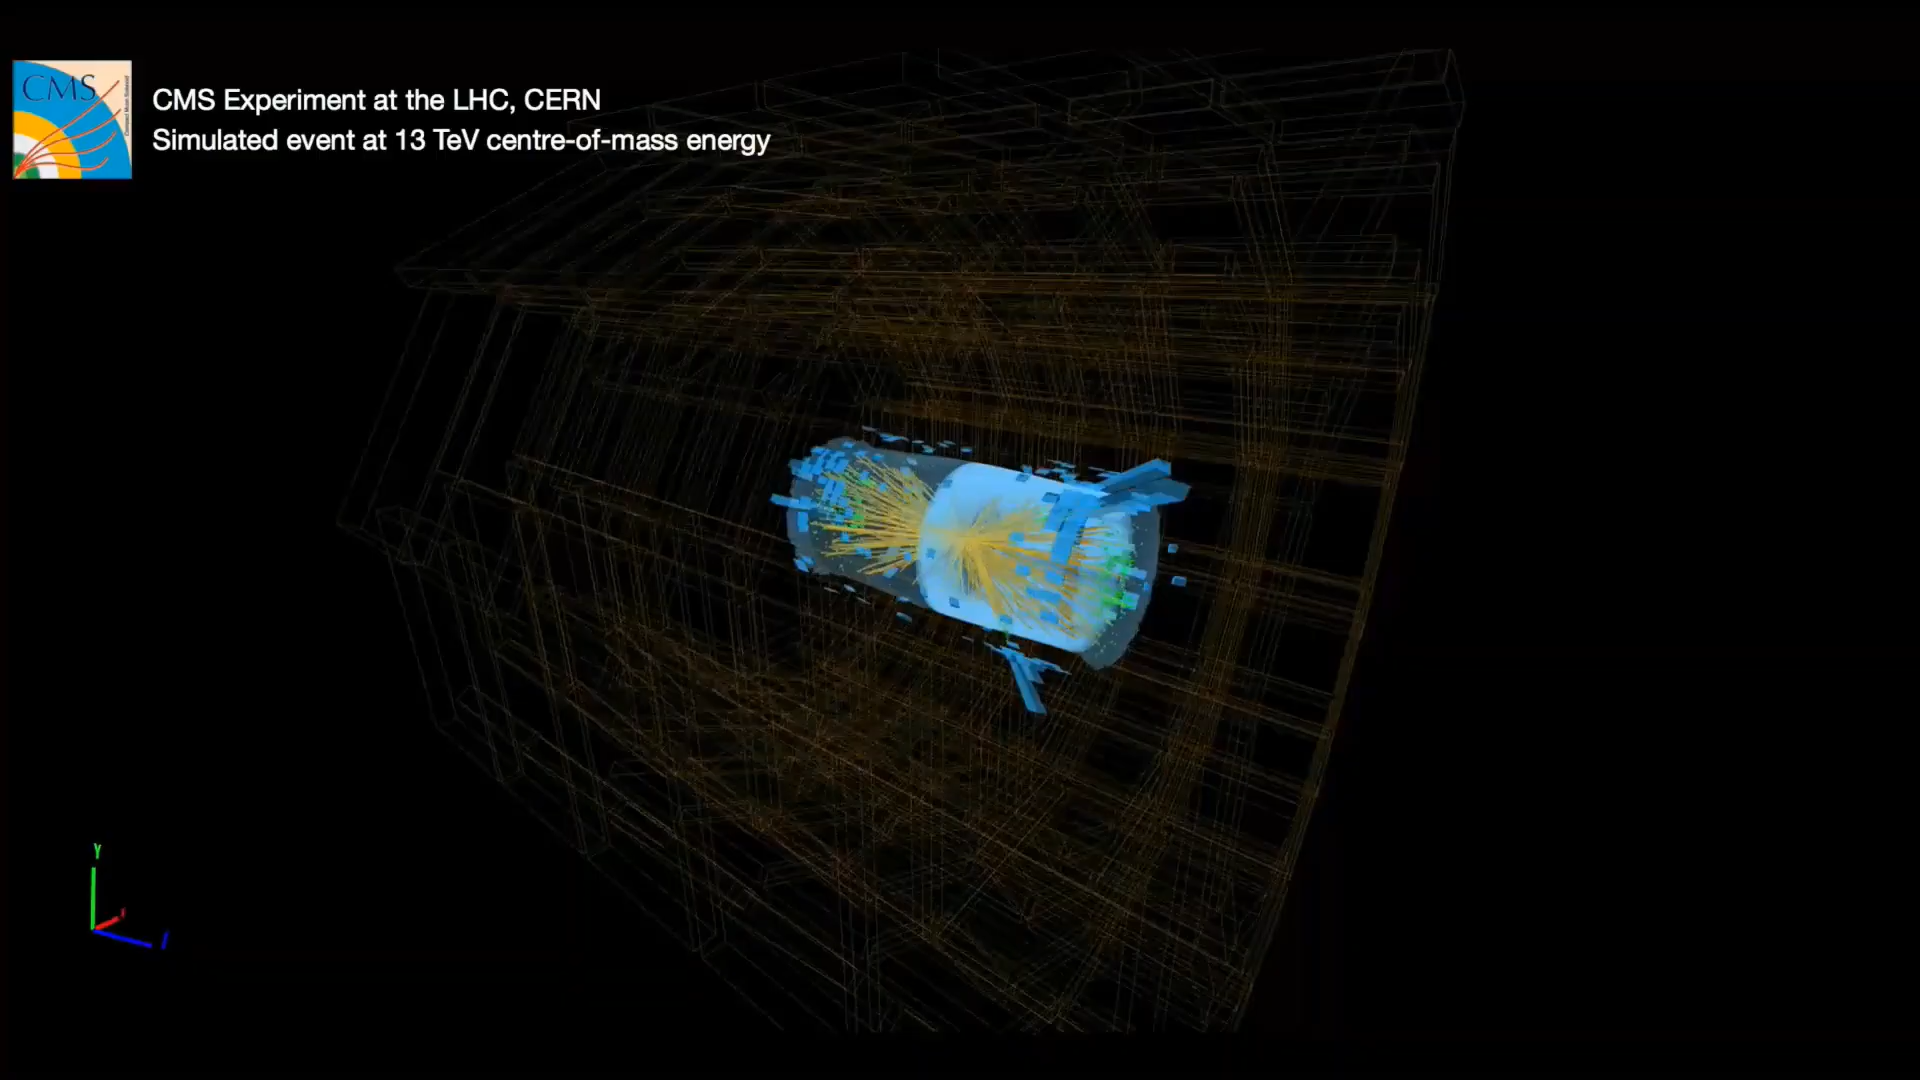 CMS
CMS Experiment at the LHC, CERN
Simulated event at 13 TeV centre-of-mass energy
Y